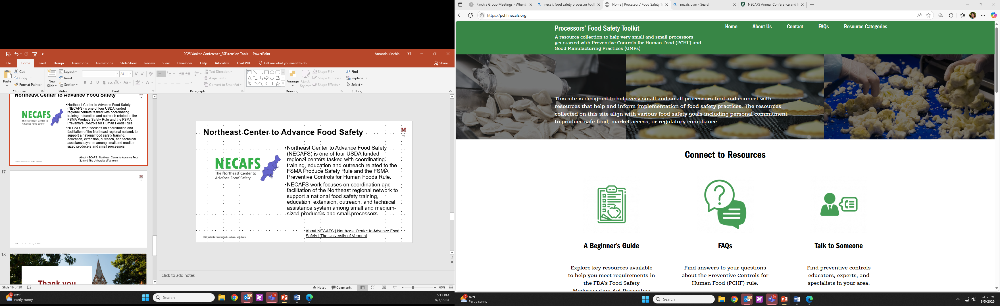 2025 Yankee Conference_FSExtension Tools - PowerPoint
Amanda Kinchla
File Home Insert Design Transitions Animations Slide Show Review View Developer Help Articulate Foxit PDF Tell me what you want to do Share
Paste
Cut
Copy
Format Painter
Clipboard
New
Slide
Layout
Reset
Section
Slides
24
B I U S abc AV Aa A
Font
Text Direction
Align Text
Convert to SmartArt
Paragraph
Arrange
Quick
Styles
Shape Fill
Shape Outline
Shape Effects
Drawing
Find
Replace
Select
Editing
Northeast Center to Advance Food Safety
NECAFS
The Northeast Center to
Advance Food Safety
•Northeast Center to Advance Food Safety
(NECAFS) is one of four USDA funded
regional centers tasked with coordinating
training, education and outreach related to the
FSMA Produce Safety Rule and the FSMA
Preventive Controls for Human Foods Rule.
•NECAFS work focuses on coordination and
facilitation of the Northeast regional network to
support a national food safety training,
education, extension, outreach, and technical
assistance system among small and medium-
sized producers and small processors.
About NECAFS | Northeast Center to Advance Food
Safety | The University of Vermont
17
M
18
Thank you
Northeast Center to Advance Food Safety
M
16
NECAFS
The Northeast Center to
Advance Food Safety
•Northeast Center to Advance Food Safety
(NECAFS) is one of four USDA funded
regional centers tasked with coordinating
training, education and outreach related to the
FSMA Produce Safety Rule and the FSMA
Preventive Controls for Human Foods Rule.
•NECAFS work focuses on coordination and
facilitation of the Northeast regional network to
support a national food safety training,
education, extension, outreach, and technical
assistance system among small and medium-
sized producers and small processors.
About NECAFS | Northeast Center to Advance Food
Safety | The University of Vermont
Edit footer to insert school / college / unit details
Click to add notes
Slide 16 of 20
Notes Comments 60%
3
82°F
Partly sunny
Search
9+
5:17 PM
9/5/2025
Kinchla Group Meetings - When2
necafs food safety processor tool
Home | Processors' Food Safety T
necafs uvm - Search
NECAFS Annual Conference and
https://pchf.necafs.org
Processors' Food Safety Toolkit
A resource collection to help very small and small processors
get started with Preventive Controls for Human Food (PCHF) and
Good Manufacturing Practices (GMPs)
Home About Us Contact FAQs Resource Categories
This site is designed to help very small and small processors find and connect with
resources that help and inform implementation of food safety practices. The resources
collected on this site align with various food safety goals including personal commitment
to produce safe food, market access, or regulatory compliance.
Connect to Resources
A Beginner's Guide
Explore key resources available
to help you meet requirements in
the FDA's Food Safety
Modernization Act Preventive
FAQs
Find answers to your questions
about the Preventive Controls for
Human Food (PCHF) rule.
Talk to Someone
Find preventive controls
educators, experts, and
specialists in your area.
3
82°F
Partly sunny
Search
9+
5:17 PM
9/5/2025